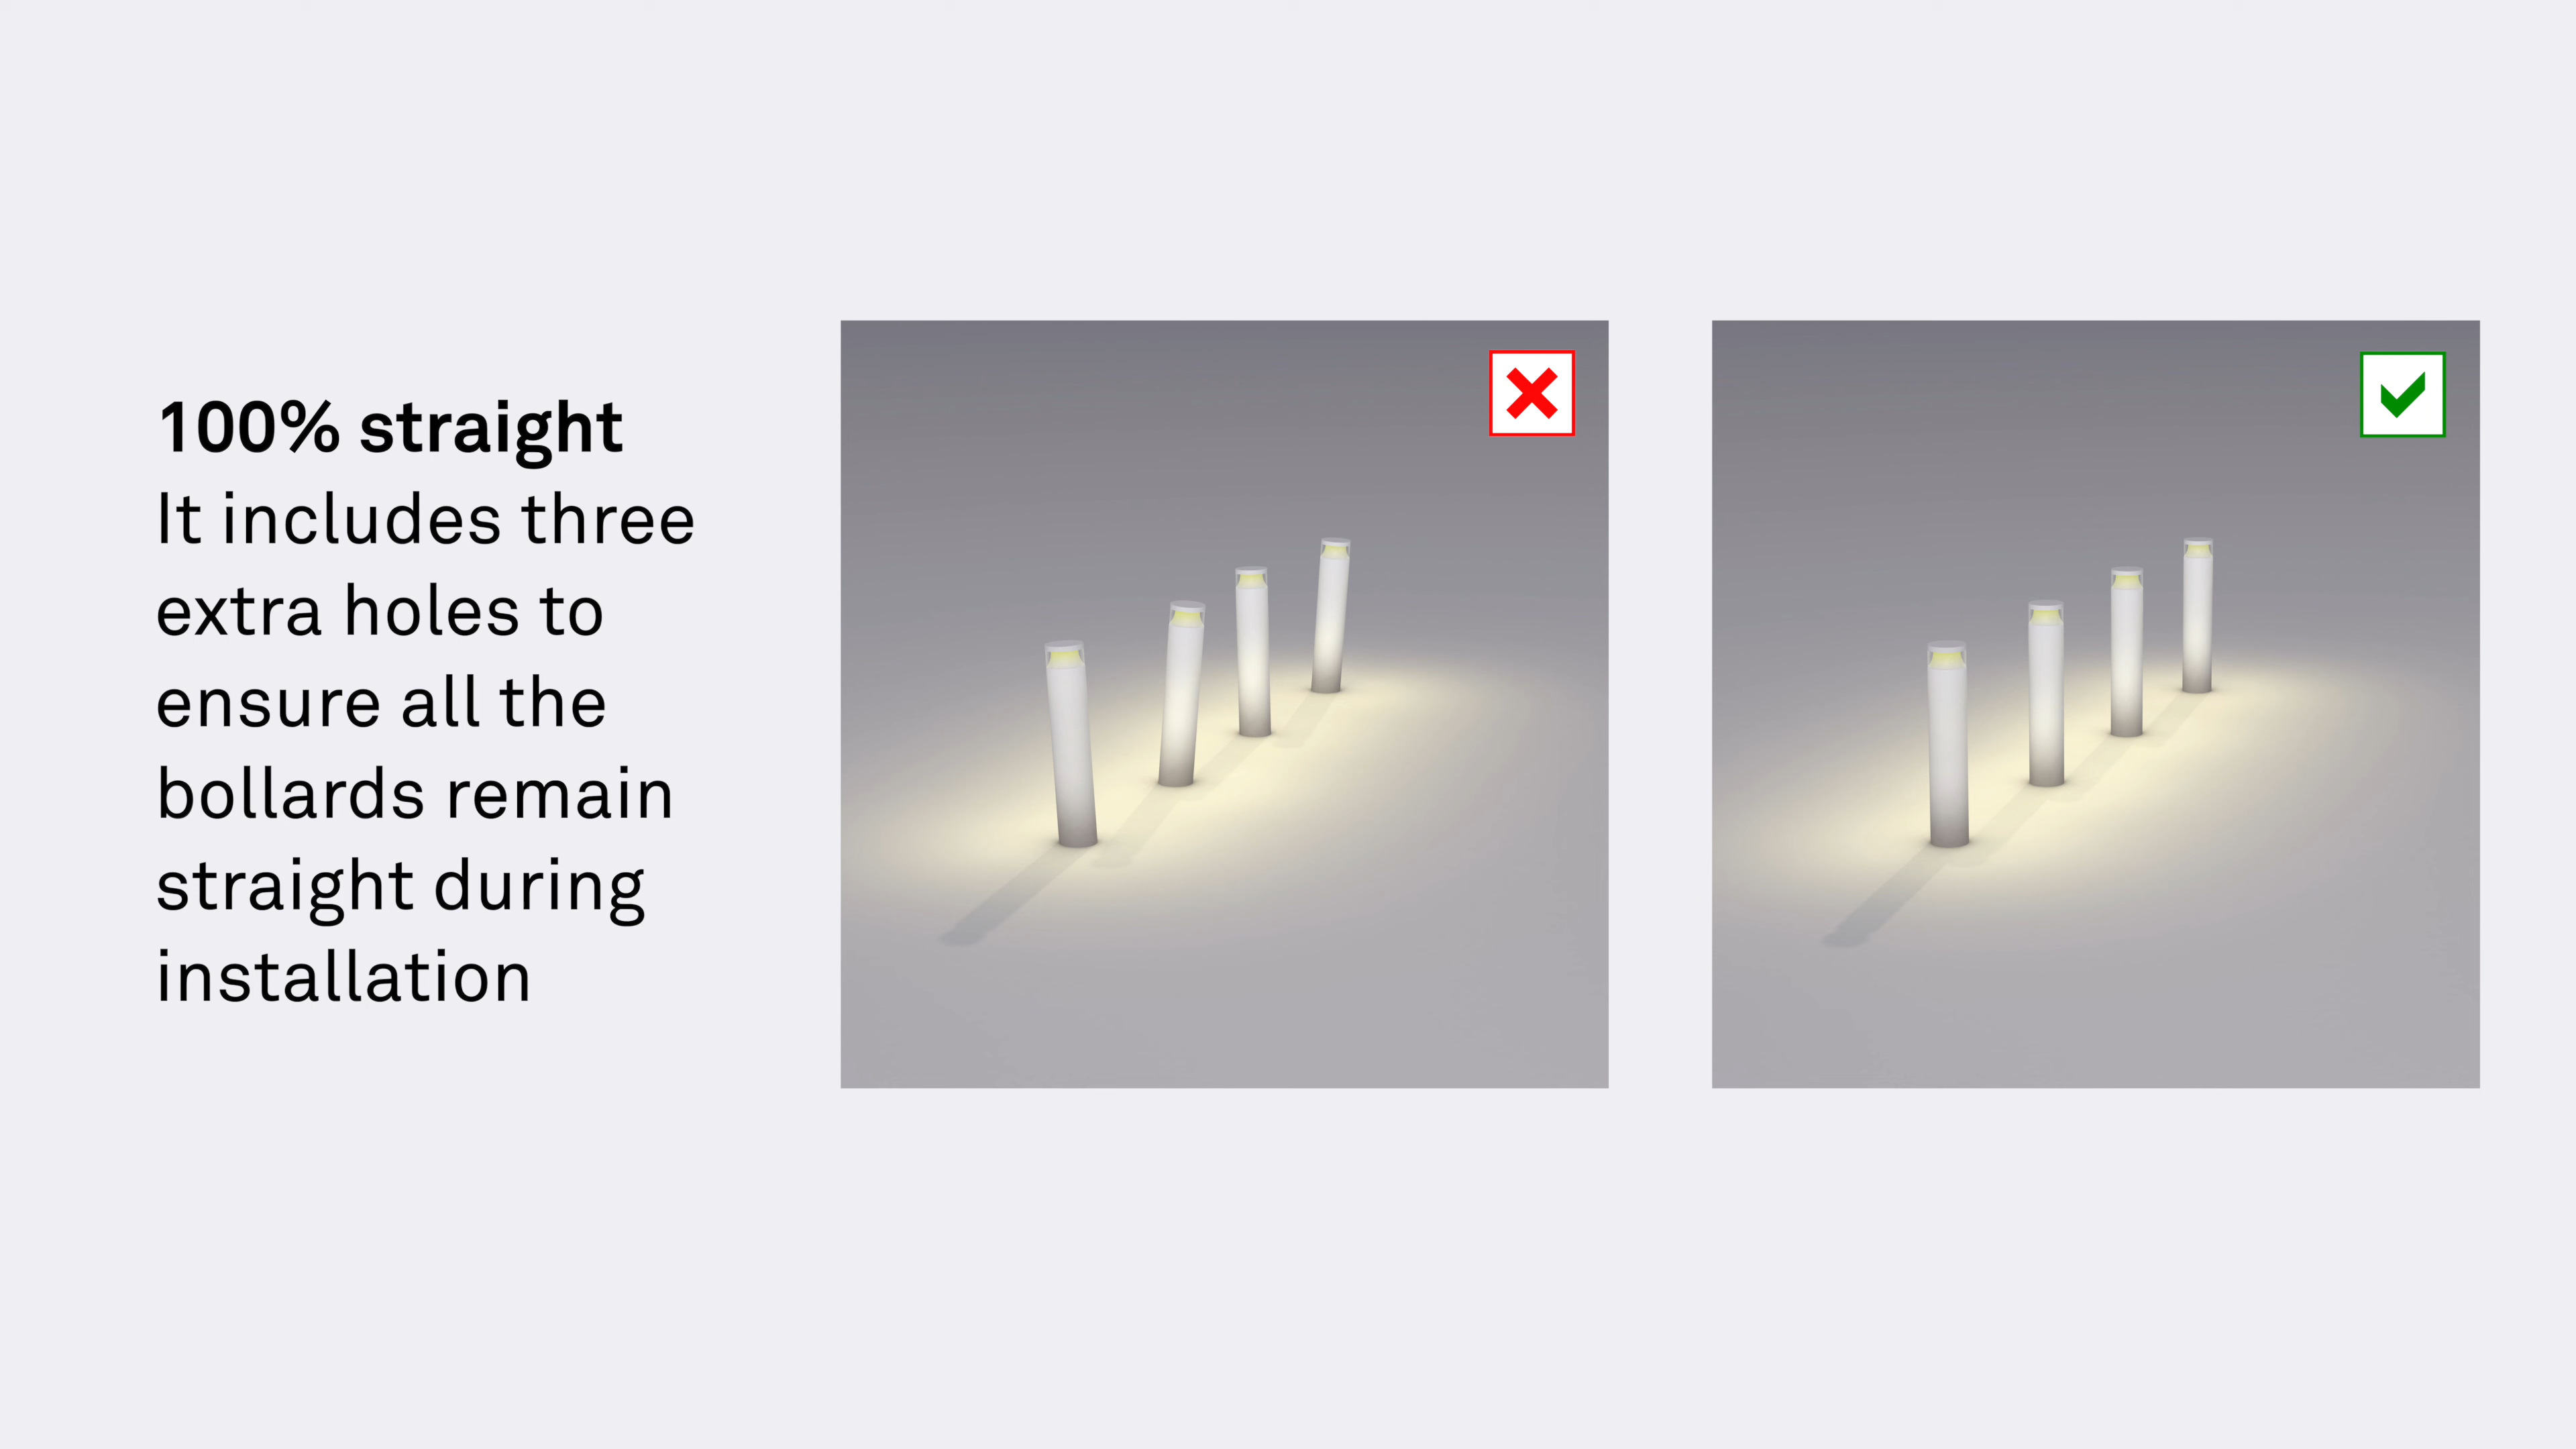 100% straight
It includes three
extra holes to
ensure all the
bollards remain
straight during
installation